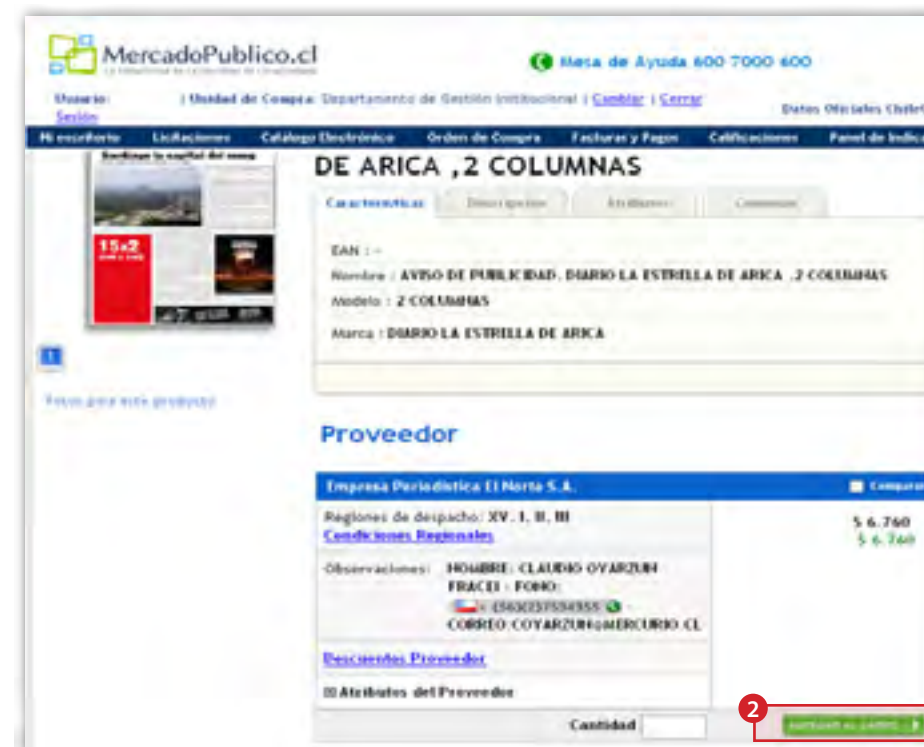 MercadoPublico.cl
Mesa de Ayuda 600 7000 600
Usuario: | Unidad de Compra: Departamento de Gestión Institucional | Cambiar | Cerrar
Sesión
Datos Oficiales
Mi escritorio Licitaciones Catálogo Electrónico Orden de Compra Facturas y Pagos Calificaciones Panel de
DE ARICA ,2 COLUMNAS
Características Descripción Atributos
15x2
EAN : -
Nombre : AVISO DE PUBLICIDAD, DIARIO LA ESTRELLA DE ARICA ,2 COLUMNAS
Modelo : 2 COLUMNAS
Marca : DIARIO LA ESTRELLA DE ARICA
1
Fotos para este producto
Proveedor
Empresa Periodística El Norte S.A. Comparar
Regiones de despacho: XV, I, II, III
$ 6.760
Condiciones Regionales
$ 6.760
Observaciones: NOMBRE: CLAUDIO OYARZUN
FONO:
CORREO:COYARZUN@MERCURIO.CL
Descuentos Proveedor
Atributos del Proveedor
Cantidad
2